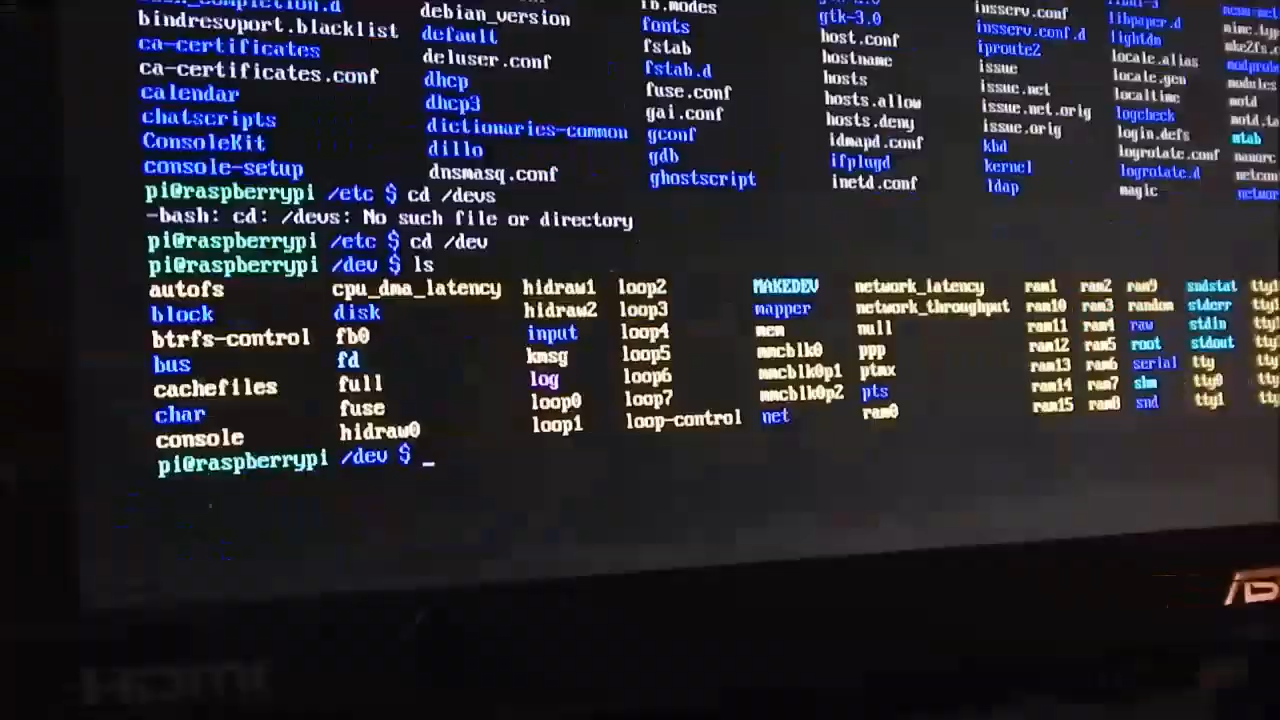 debian_version fonts gtk-3.0 insserv.conf libpaper.d
bindresvport.blacklist default fstab host.conf insserv.conf.d lightdm
ca-certificates deluser.conf fstab.d hostname iproute2 locale.alias
ca-certificates.conf dhcp fuse.conf hosts issue locale.gen
calendar dhcp3 gai.conf hosts.allow issue.net localtime motd
chatscripts dictionaries-common gconf hosts.deny issue.net.orig logcheck
ConsoleKit dillo gdb idmapd.conf issue.orig login.defs mtab
console-setup dnsmasq.conf ghostscript ifplugd kbd logrotate.conf
inetd.conf kernel logrotate.d
ldap magic
pi@raspberrypi /etc $ cd /devs
-bash: cd: /devs: No such file or directory
pi@raspberrypi /etc $ cd /dev
pi@raspberrypi /dev $ ls
autofs cpu_dma_latency hidraw1 loop2 MAKEDEV network_latency ram1 ram2 ram9 sndstat
block disk hidraw2 loop3 mapper network_throughput ram10 ram3 random stderr
btrfs-control fb0 input loop4 mem null ram11 ram4 raw stdin
bus fd kmsg loop5 mmcblk0 ppp ram12 ram5 root stdout
cachefiles full log loop6 mmcblk0p1 ptmx ram13 ram6 serial tty
char fuse loop0 loop7 mmcblk0p2 pts ram14 ram7 shm tty0
console hidraw0 loop1 loop-control net ram0 ram15 ram8 snd tty1
pi@raspberrypi /dev $ _
HDMI